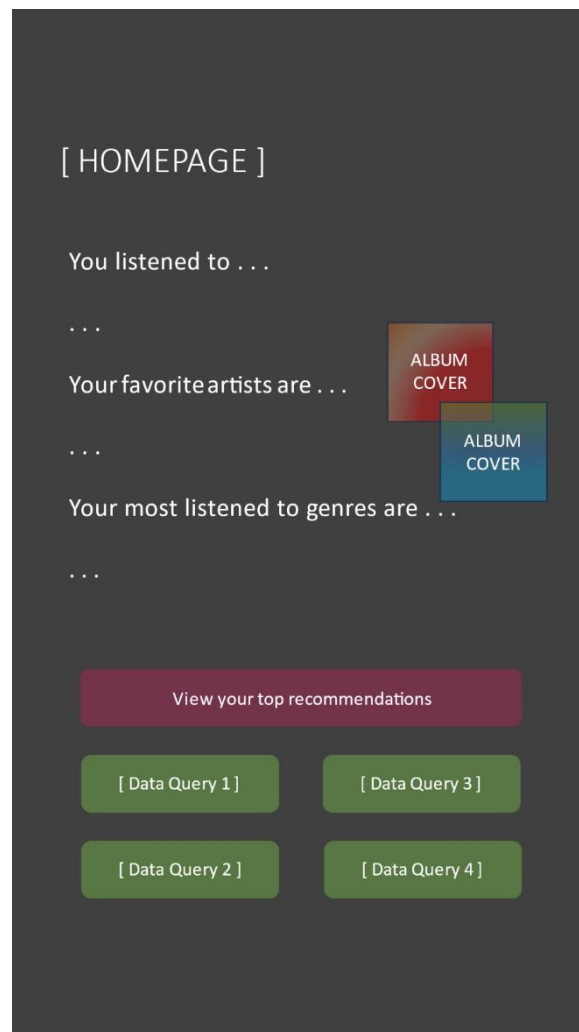 [ HOMEPAGE ]
You listened to . . .
. . .
Your favorite artists are . . .
ALBUM
COVER
. . .
ALBUM
COVER
Your most listened to genres are . . .
. . .
View your top recommendations
[ Data Query 1 ]
[ Data Query 3 ]
[ Data Query 2 ]
[ Data Query 4 ]